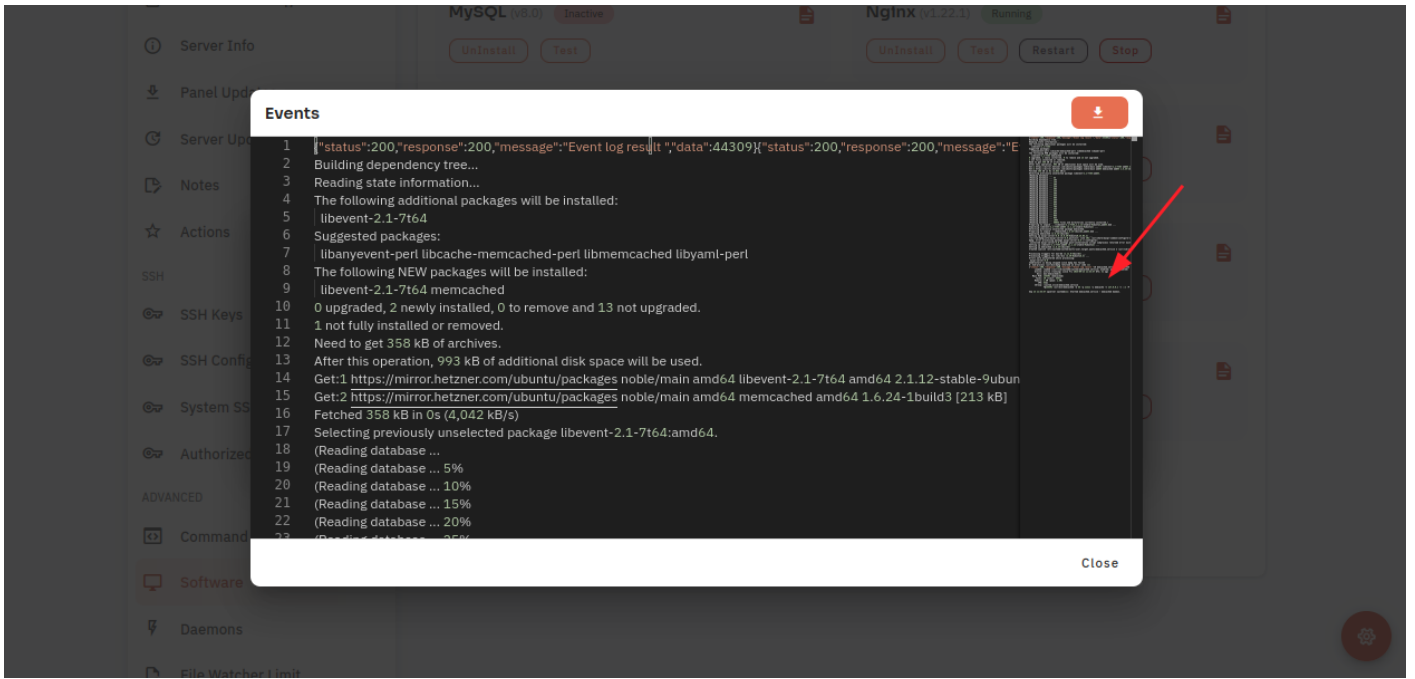 MySQL (v8.0) Inactive
Nginx (v1.22.1) Running
Server Info
UnInstall Test
UnInstall Test Restart Stop
Panel Upda
Events
Server Upd
1 {"status":200,"response":200,"message":"Event log result ","data":44309}{"status":200,"response":200,"message":"E
2 Building dependency tree...
3 Reading state information...
Notes
4 The following additional packages will be installed:
5 libevent-2.1-7t64
Actions
6 Suggested packages:
7 libanyevent-perl libcache-memcached-perl libmemcached libyaml-perl
SSH
8 The following NEW packages will be installed:
9 libevent-2.1-7t64 memcached
10 0 upgraded, 2 newly installed, 0 to remove and 13 not upgraded.
SSH Keys
11 1 not fully installed or removed.
12 Need to get 358 kB of archives.
SSH Config
13 After this operation, 993 kB of additional disk space will be used.
14 Get:1 https://mirror.hetzner.com/ubuntu/packages noble/main amd64 libevent-2.1-7t64 amd64 2.1.12-stable-9ubun
15 Get:2 https://mirror.hetzner.com/ubuntu/packages noble/main amd64 memcached amd64 1.6.24-1build3 [213 kB]
System SS
16 Fetched 358 kB in 0s (4,042 kB/s)
17 Selecting previously unselected package libevent-2.1-7t64:amd64.
18 (Reading database ...
Authorized
19 (Reading database ... 5%
20 (Reading database ... 10%
ADVANCED
21 (Reading database ... 15%
22 (Reading database ... 20%
23 (Reading database ... 25%
Command
Close
Software
Daemons
File Watcher Limit